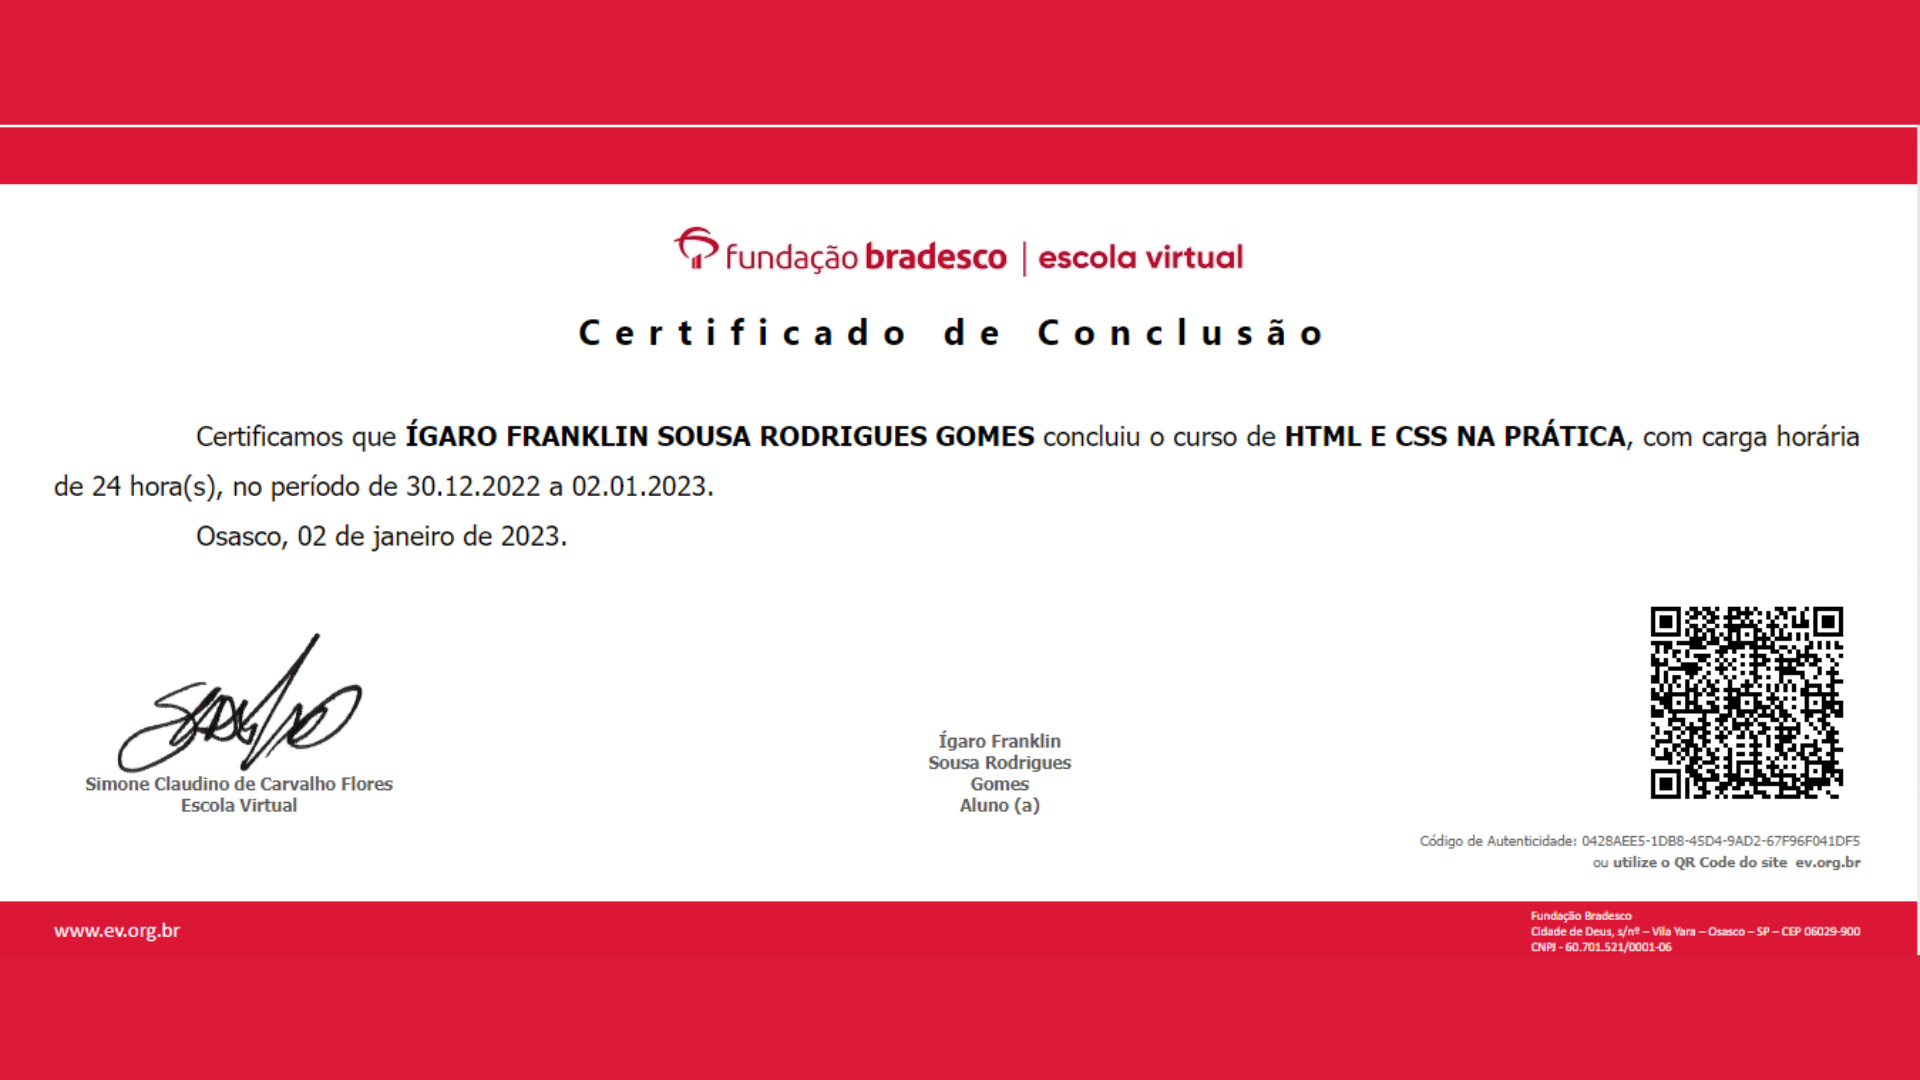 fundação bradesco | escola virtual
Certificado de Conclusão
Certificamos que ÍGARO FRANKLIN SOUSA RODRIGUES GOMES concluiu o curso de HTML E CSS NA PRÁTICA, com carga horária
de 24 hora(s), no período de 30.12.2022 a 02.01.2023.
Osasco, 02 de janeiro de 2023.
Simone Claudino de Carvalho Flores
Escola Virtual
Ígaro Franklin
Sousa Rodrigues
Gomes
Aluno (a)
Código de Autenticidade: 0428AEE5-1DB8-45D4-9AD2-67F96F041DF5
ou utilize o QR Code do site ev.org.br
www.ev.org.br
Fundação Bradesco
Cidade de Deus, s/nº – Vila Yara – Osasco – SP – CEP 06029-900
CNPJ - 60.701.521/0001-06